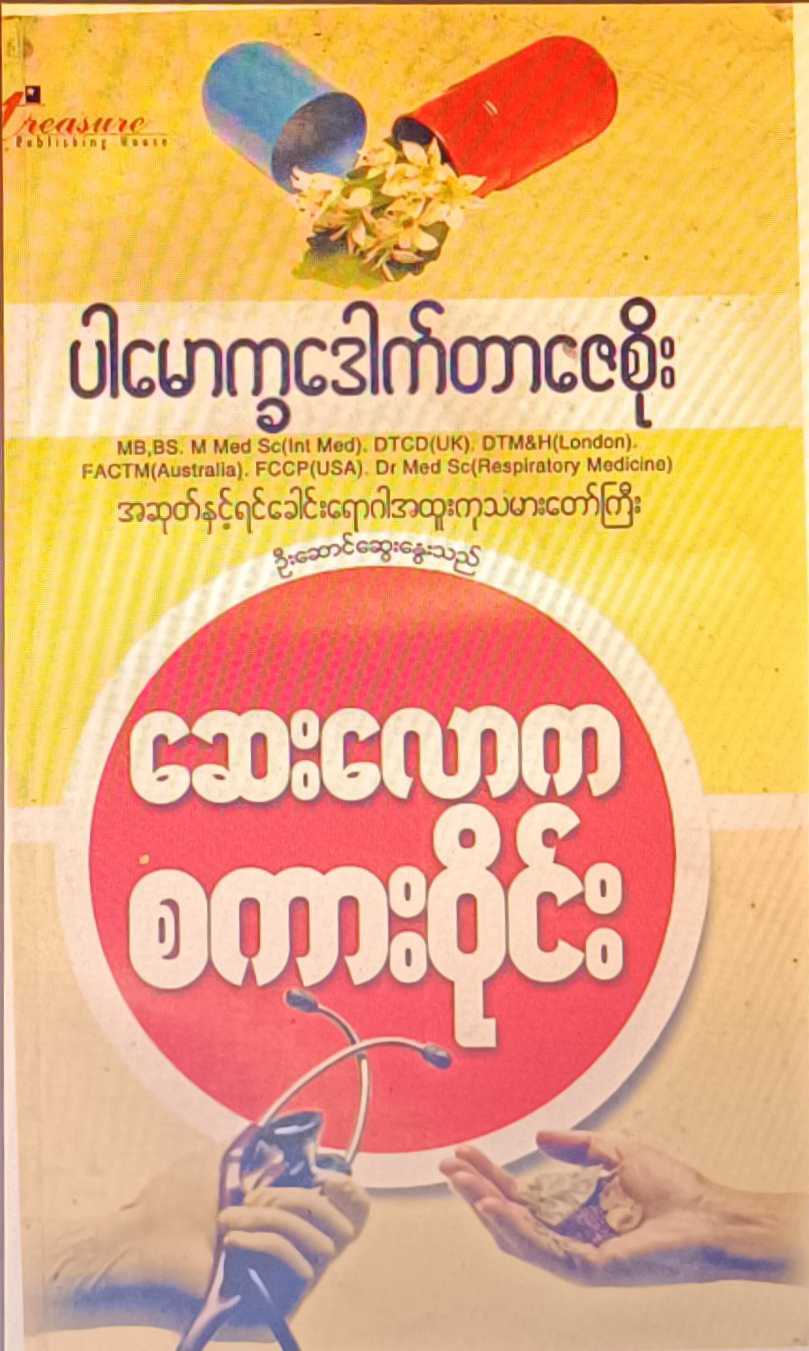 treasure
Publishing House
ပါမောက္ခဒေါက်တာဇေစိုး
MB,BS. M Med Sc(Int Med). DTCD(UK). DTM&H(London).
FACTM(Australia). FCCP(USA). Dr Med Sc(Respiratory Medicine)
အဆုတ်နှင့်ရင်ခေါင်းရောဂါအထူးကုသမားတော်ကြီး
ဦးဆောင်ဆွေးနွေးသည်
ဆေးလောက
စကားဝိုင်း